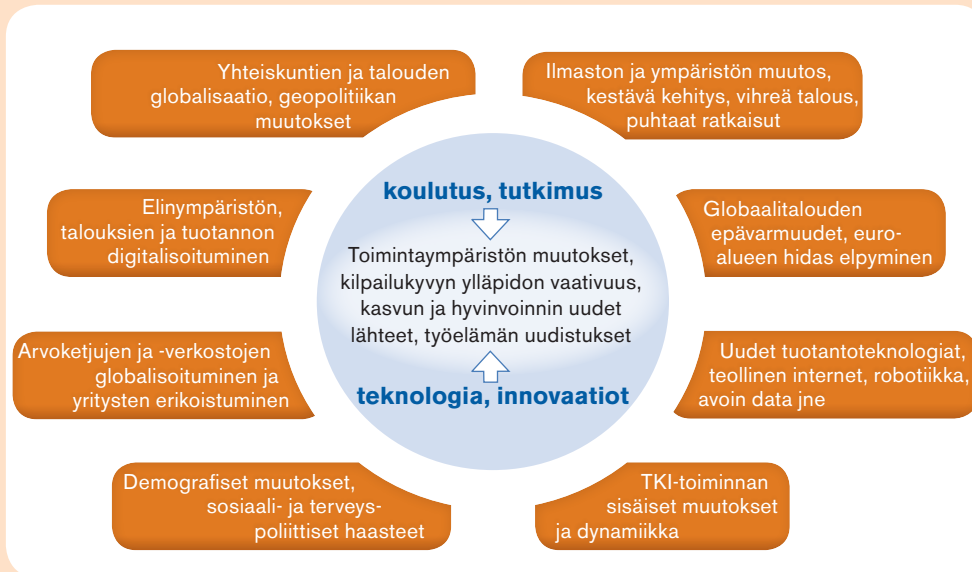 Yhteiskuntien ja talouden
globalisaatio, geopolitiikan
muutokset
Ilmaston ja ympäristön muutos,
kestävä kehitys, vihreä talous,
puhtaat ratkaisut
Elinympäristön,
talouksien ja tuotannon
digitalisoituminen
koulutus, tutkimus
Toimintaympäristön muutokset,
kilpailukyvyn ylläpidon vaativuus,
kasvun ja hyvinvoinnin uudet
lähteet, työelämän uudistukset
teknologia, innovaatiot
Globaalitalouden
epävarmuudet, euro-
alueen hidas elpyminen
Arvoketjujen ja -verkostojen
globalisoituminen ja
yritysten erikoistuminen
Uudet tuotantoteknologiat,
teollinen internet, robotiikka,
avoin data jne
Demografiset muutokset,
sosiaali- ja terveys-
poliittiset haasteet
TKI-toiminnan
sisäiset muutokset
ja dynamiikka